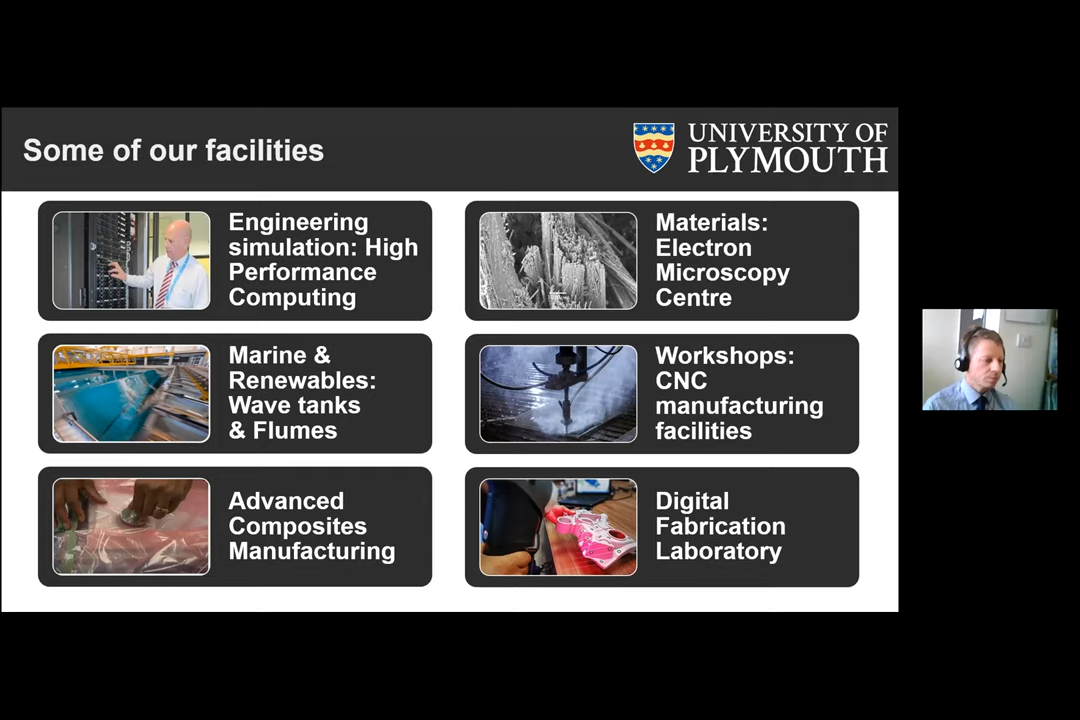 Some of our facilities
UNIVERSITY OF
PLYMOUTH
Engineering
simulation: High
Performance
Computing
Materials:
Electron
Microscopy
Centre
Marine &
Renewables:
Wave tanks
& Flumes
Workshops:
CNC
manufacturing
facilities
Advanced
Composites
Manufacturing
Digital
Fabrication
Laboratory